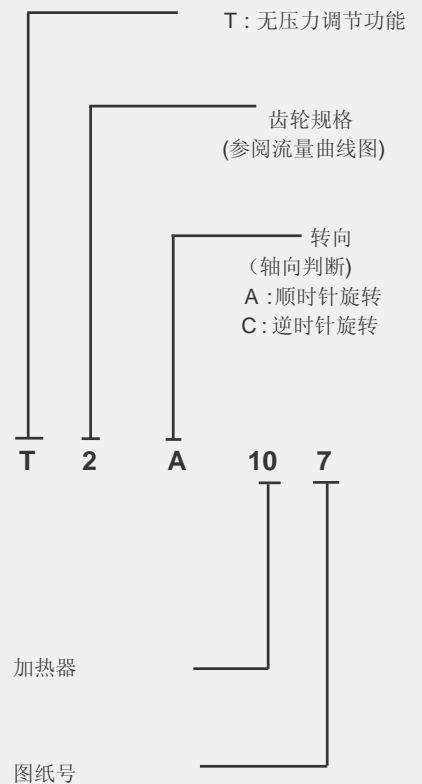 T : 无压力调节功能
齿轮规格
(参阅流量曲线图)
转向
（轴向判断)
A :顺时针旋转
C : 逆时针旋转
T 2 A 10 7
加热器
图纸号